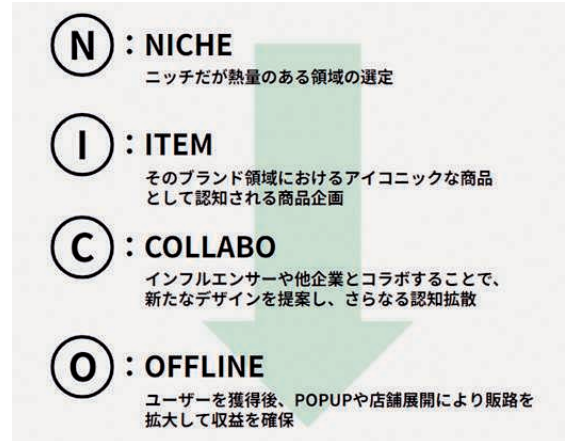 N：NICHE
ニッチだが熱量のある領域の選定
I：ITEM
そのブランド領域におけるアイコニックな商品
として認知される商品企画
C：COLLABO
インフルエンサーや他企業とコラボすることで、
新たなデザインを提案し、さらなる認知拡散
O：OFFLINE
ユーザーを獲得後、POPUPや店舗展開により販路を
拡大して収益を確保